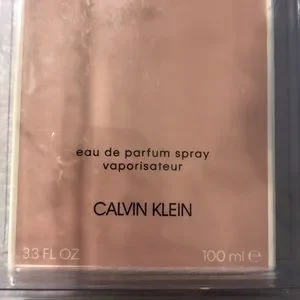 eau de parfum spray
vaporisateur
CALVIN KLEIN
3.3 FL OZ
100 ml ℮